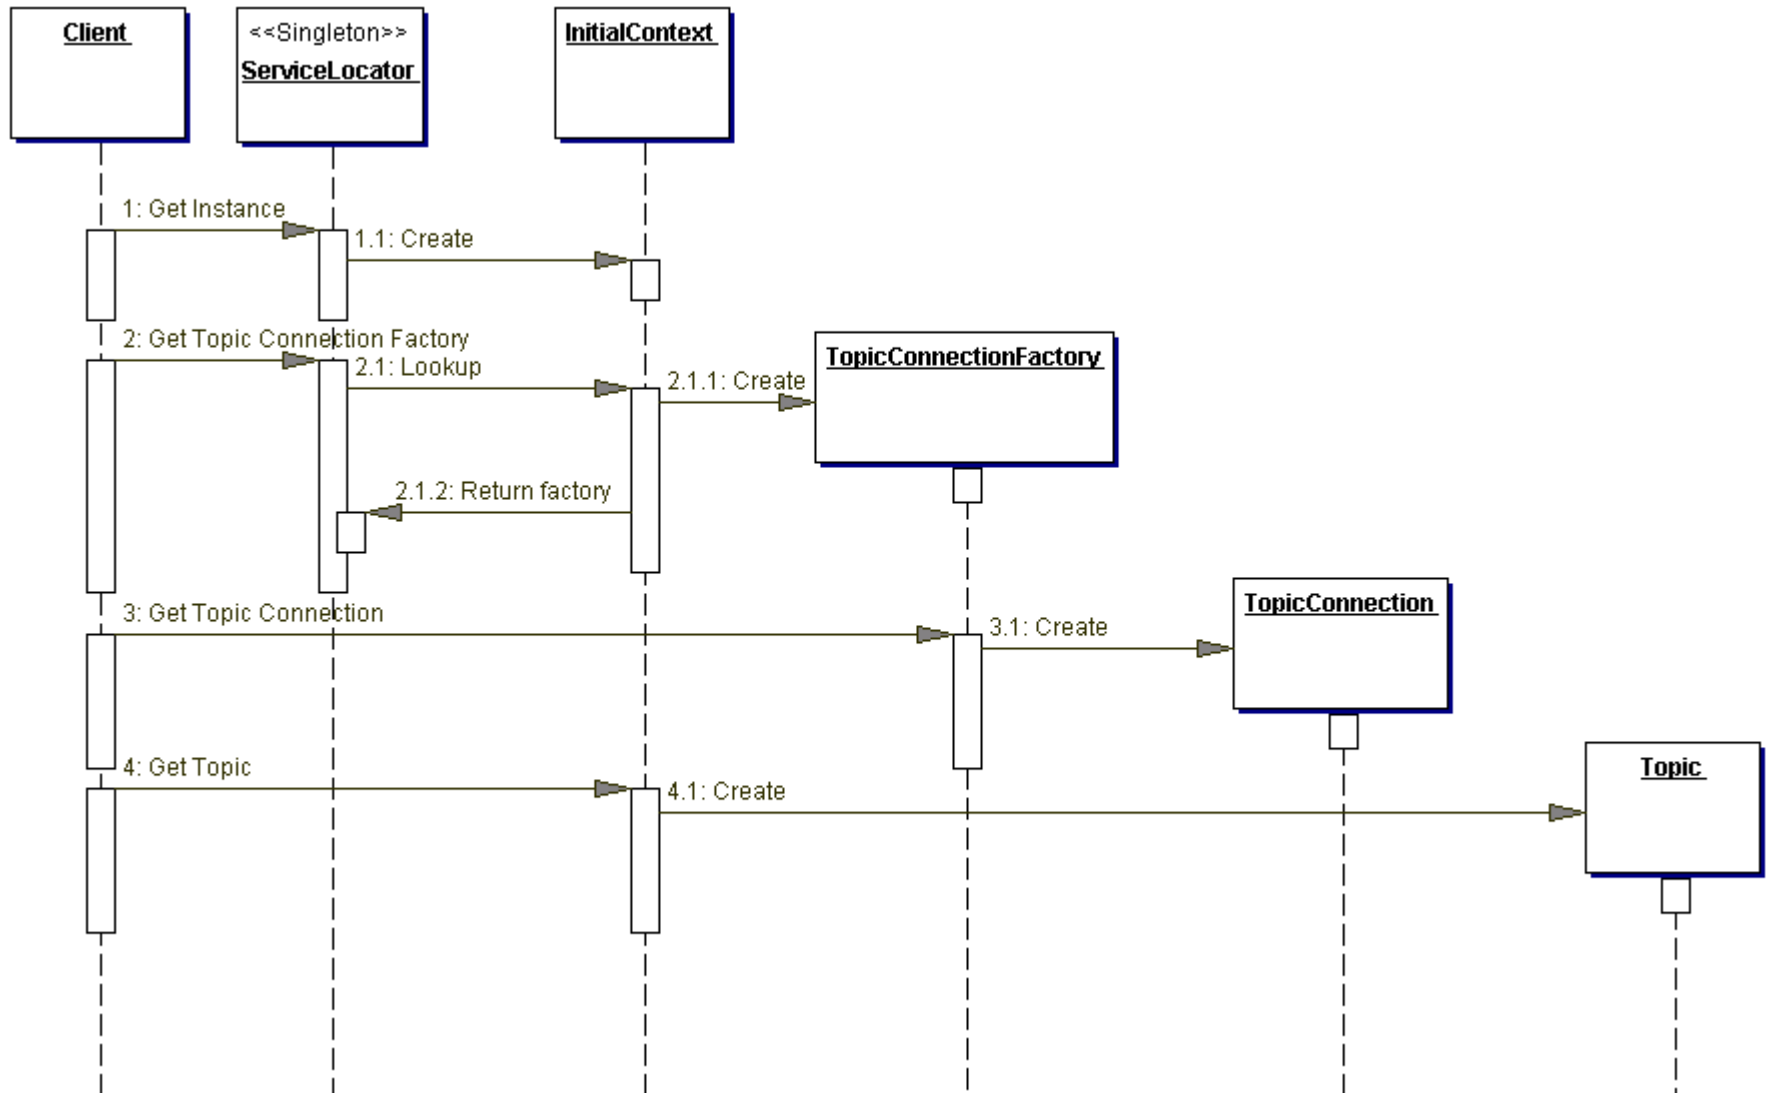 Client
<<Singleton>>
ServiceLocator
InitialContext
1: Get Instance
1.1: Create
2: Get Topic Connection Factory
2.1: Lookup
TopicConnectionFactory
2.1.1: Create
2.1.2: Return factory
3: Get Topic Connection
3.1: Create
TopicConnection
4: Get Topic
4.1: Create
Topic